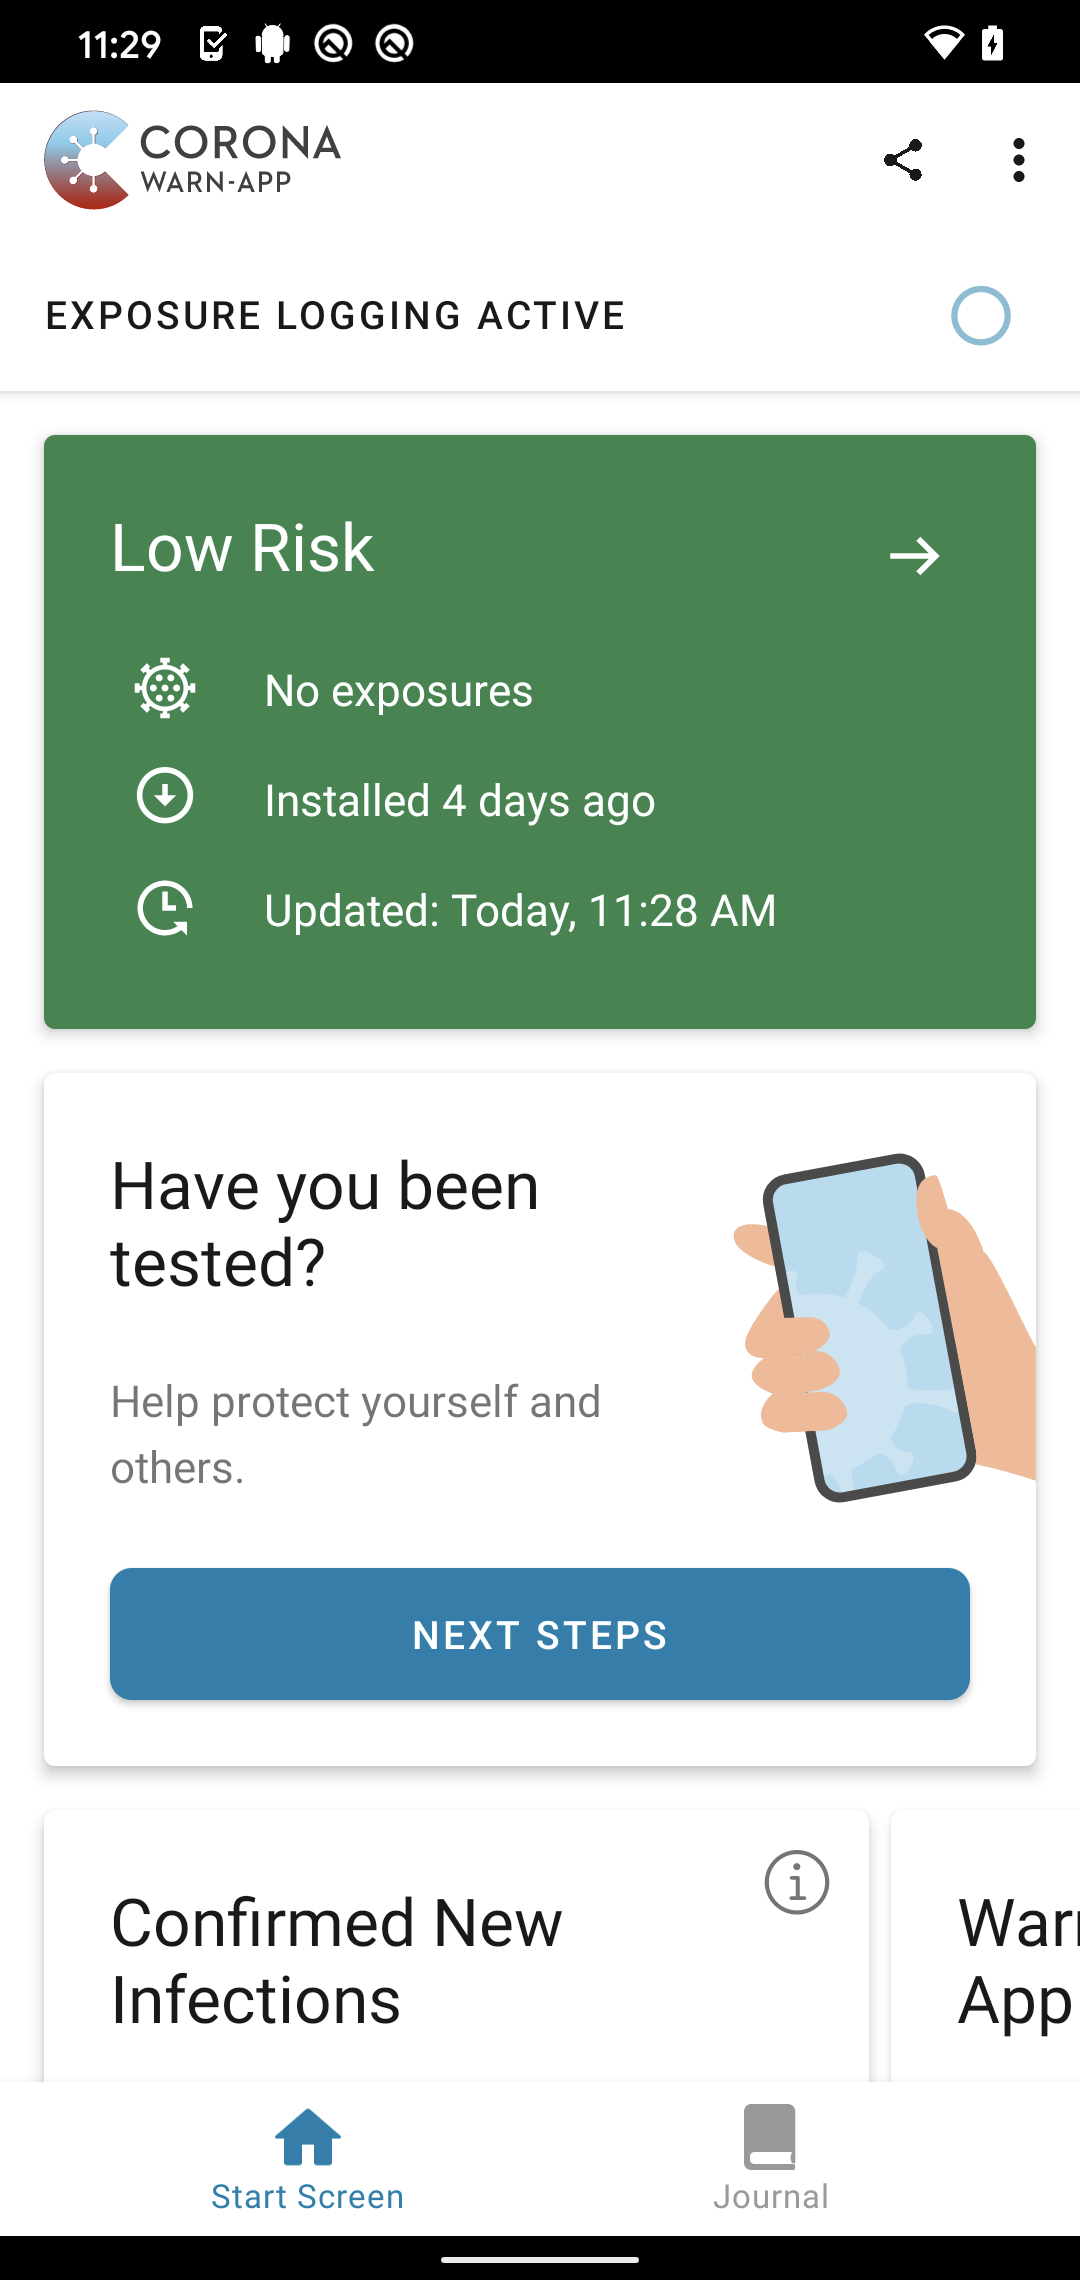 11:29
CORONA
WARN-APP
EXPOSURE LOGGING ACTIVE
Low Risk
No exposures
Installed 4 days ago
Updated: Today, 11:28 AM
Have you been
tested?
Help protect yourself and
others.
NEXT STEPS
Confirmed New
Infections
App
Start Screen
Journal